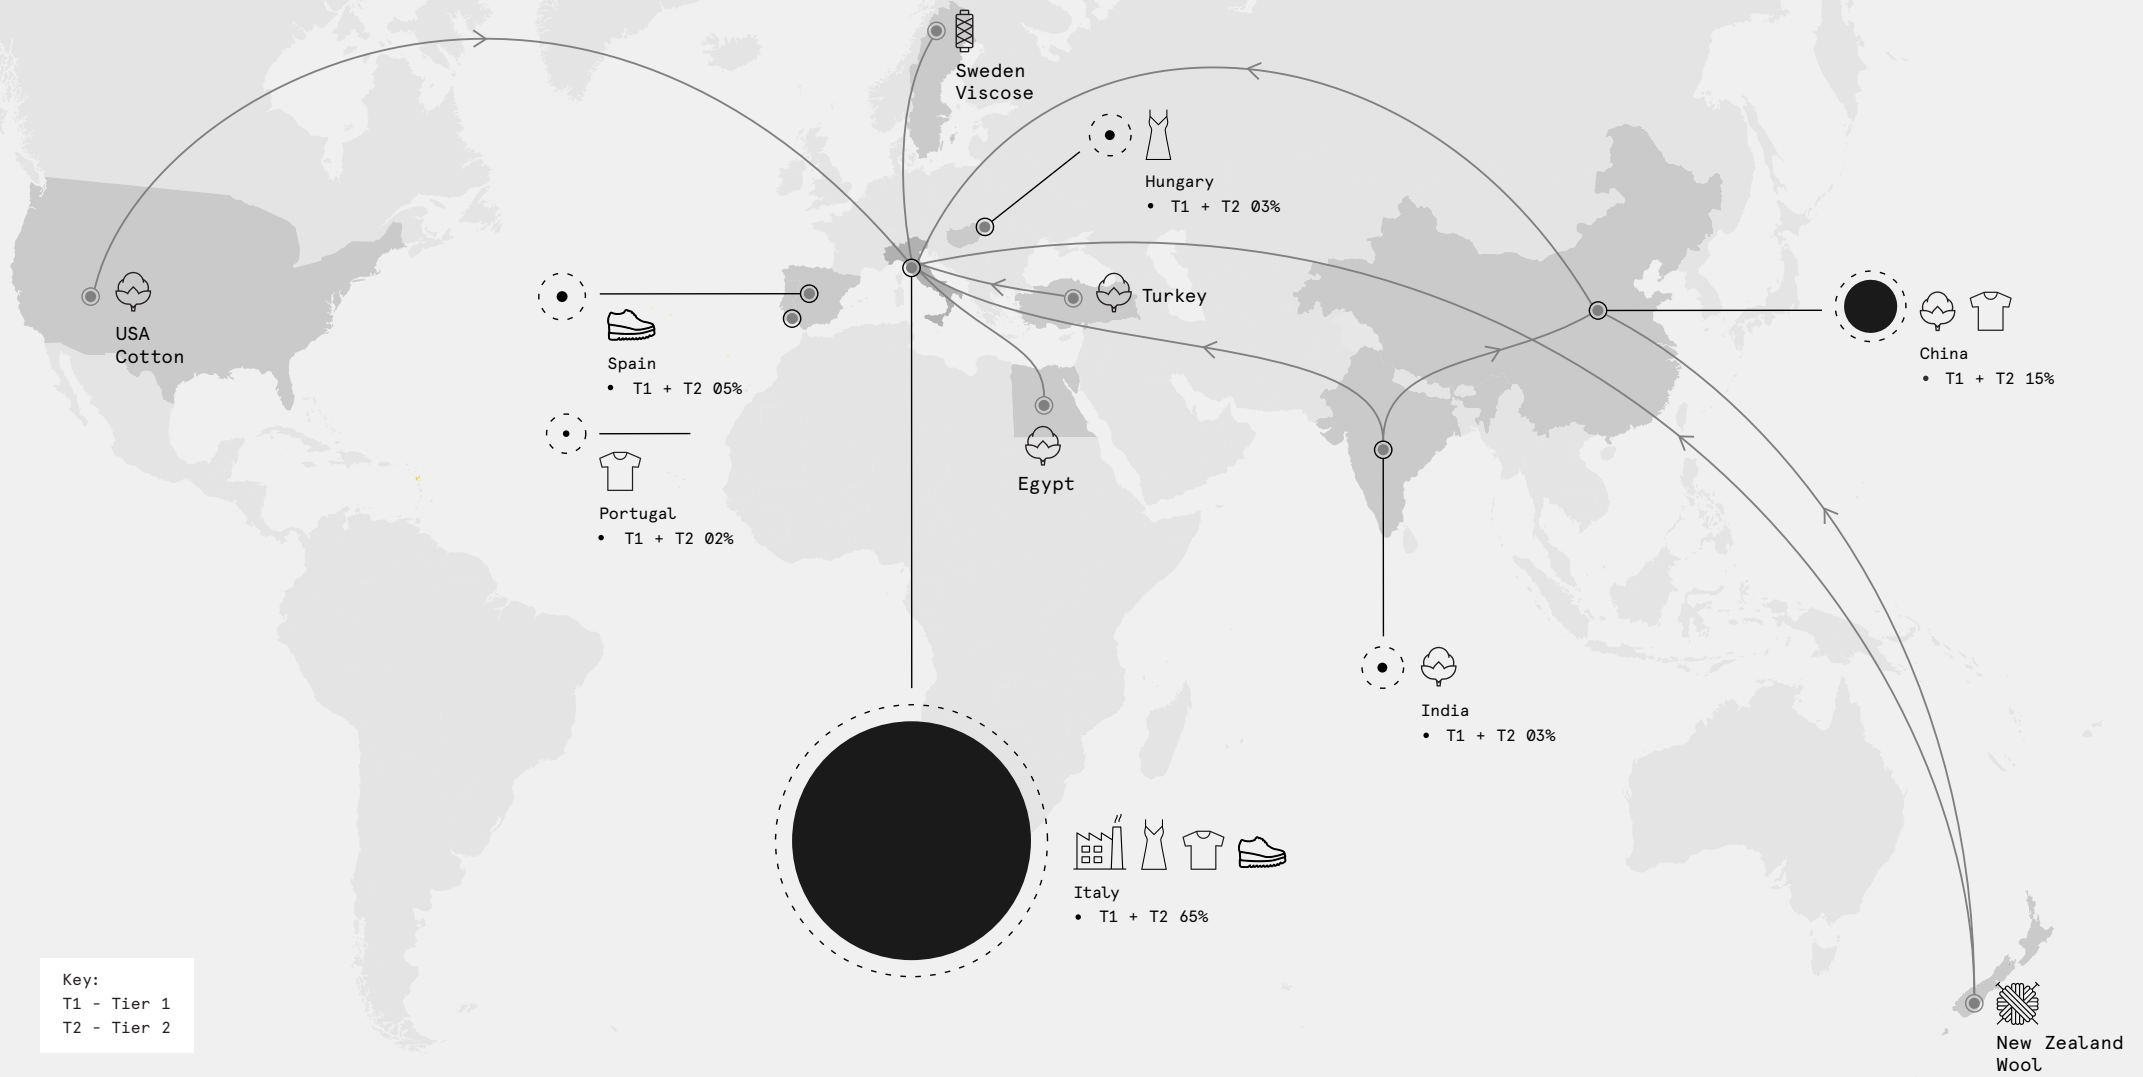 Sweden
Viscose
Hungary
• T1 + T2 03%
Turkey
USA
Cotton
Spain
• T1 + T2 05%
China
• T1 + T2 15%
Egypt
Portugal
• T1 + T2 02%
India
• T1 + T2 03%
Italy
• T1 + T2 65%
Key:
T1 - Tier 1
T2 - Tier 2
New Zealand
Wool